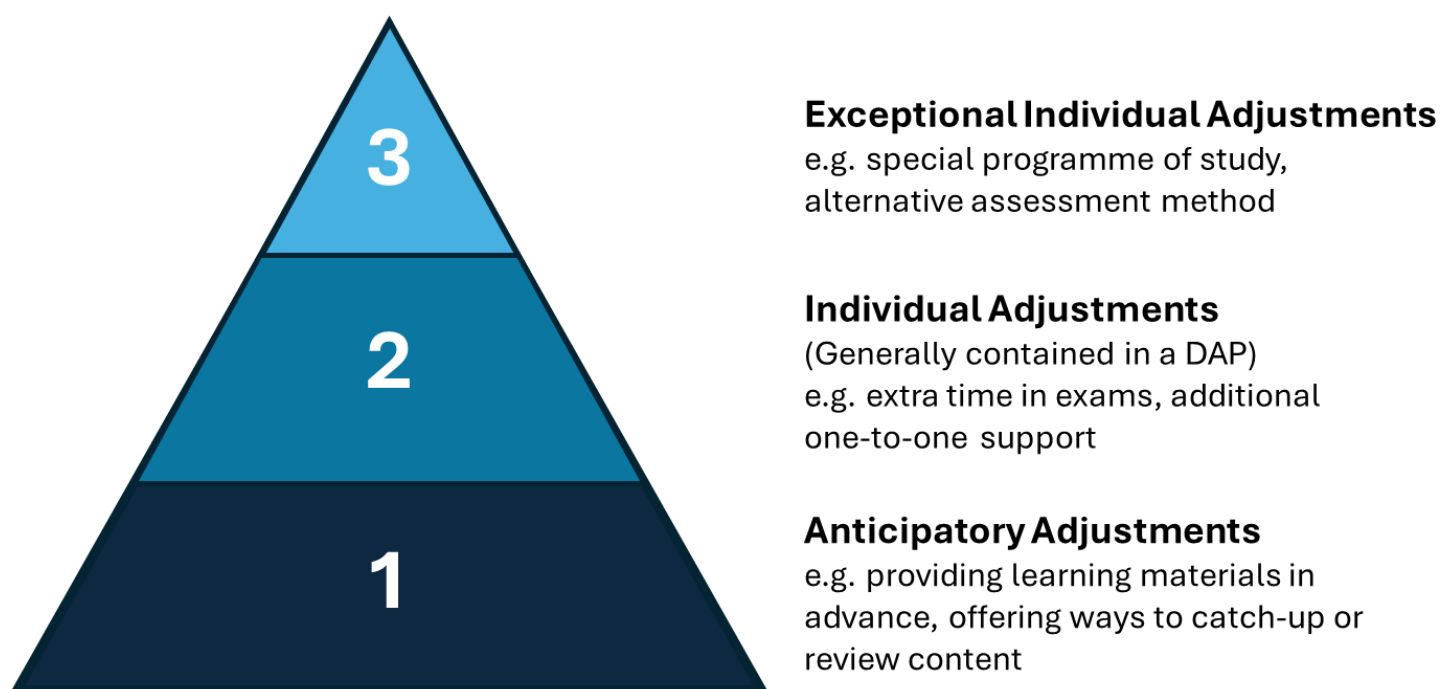 3
Exceptional Individual Adjustments
e.g. special programme of study,
alternative assessment method
2
Individual Adjustments
(Generally contained in a DAP)
e.g. extra time in exams, additional
one-to-one support
1
Anticipatory Adjustments
e.g. providing learning materials in
advance, offering ways to catch-up or
review content